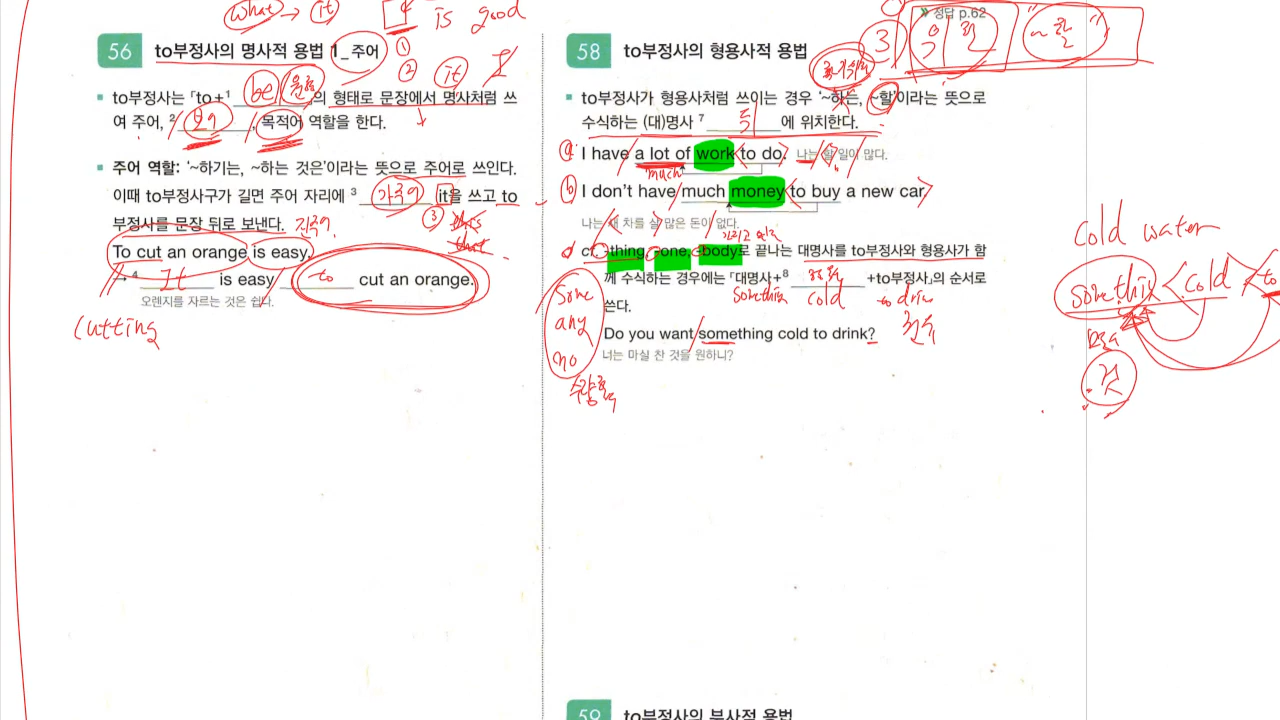 what → it is good
56 to부정사의 명사적 용법 1_주어
① ② it
to부정사는 「to+¹ be 의 형태로 문장에서 명사처럼 쓰
여 주어, ² 보어, 목적어 역할을 한다.
주어 역할: '~하기는, ~하는 것은'이라는 뜻으로 주어로 쓰인다.
이때 to부정사구가 길면 주어 자리에 ³ 가주어 it을 쓰고 to
부정사를 문장 뒤로 보낸다. 진주어 ③ this
that
To cut an orange is easy.
→ ⁴ It is easy to cut an orange.
오렌지를 자르는 것은 쉽다.
cutting
정답 p.62
3 "~할"
58 to부정사의 형용사적 용법
to부정사가 형용사처럼 쓰이는 경우 '~하는, ~할'이라는 뜻으로
수식하는 (대)명사 ⁷ 뒤 에 위치한다.
ⓐ I have a lot of work to do. 나는 할 일이 많다.
much
ⓑ I don't have much money to buy a new car
나는 새 차를 살 많은 돈이 없다.
cf. -thing, -one, -body로 끝나는 대명사를 to부정사와 형용사가 함
께 수식하는 경우에는 「대명사+⁸ 형용사 +to부정사」의 순서로
cold
쓴다.
Do you want something cold to drink?
너는 마실 찬 것을 원하니?
some
any
no
수량형
cold water
somethin cold to
것
59 to부정사의 부사적 용법